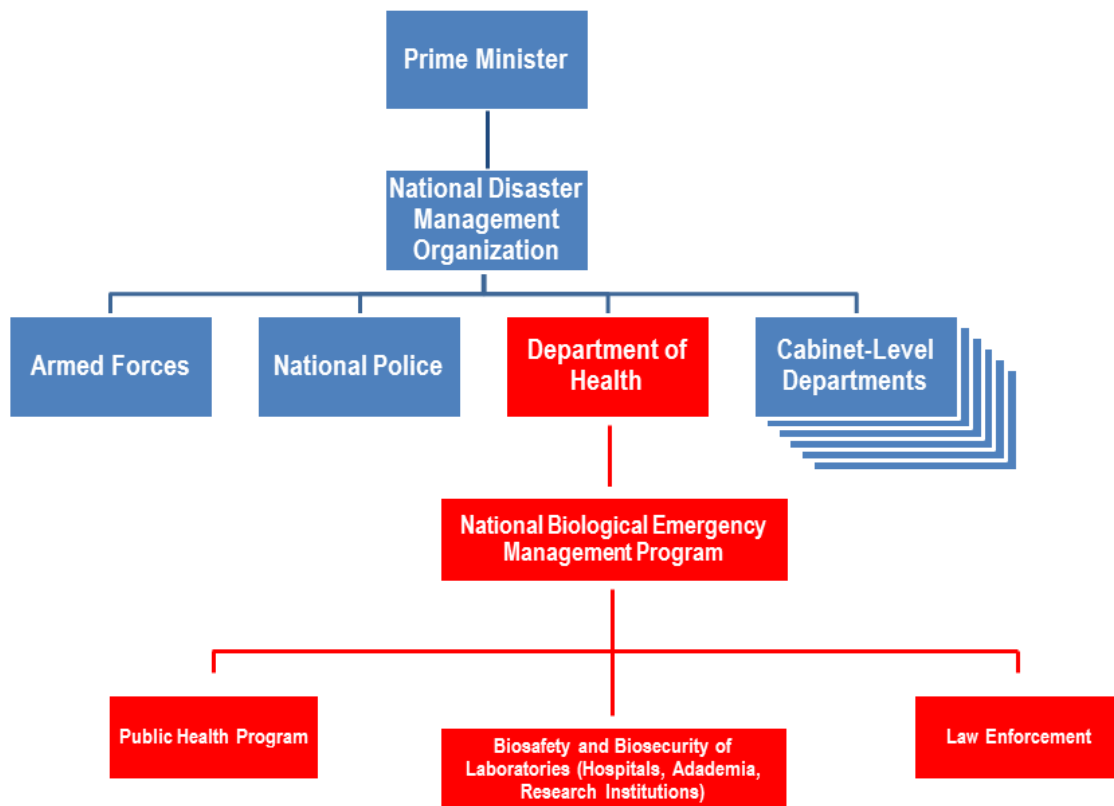 Prime Minister
National Disaster
Management
Organization
Armed Forces
National Police
Department of
Health
Cabinet-Level
Departments
National Biological Emergency
Management Program
Public Health Program
Biosafety and Biosecurity of
Laboratories (Hospitals, Adademia,
Research Institutions)
Law Enforcement